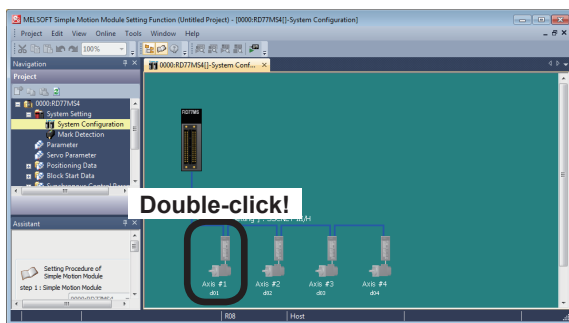 MELSOFT Simple Motion Module Setting Function (Untitled Project) - [0000:RD77MS4[]-System Configuration]
Project Edit View Online Tools Window Help
100%
Navigation
0000:RD77MS4[]-System Conf...
Project
0000:RD77MS4
System Setting
System Configuration
Mark Detection
Parameter
Servo Parameter
Positioning Data
Block Start Data
RD77MS
Double-click!
Assistant
Setting Procedure of
Simple Motion Module
step 1 : Simple Motion Module
Axis #1
d01
Axis #2
d02
Axis #3
d03
Axis #4
d04
R08
Host